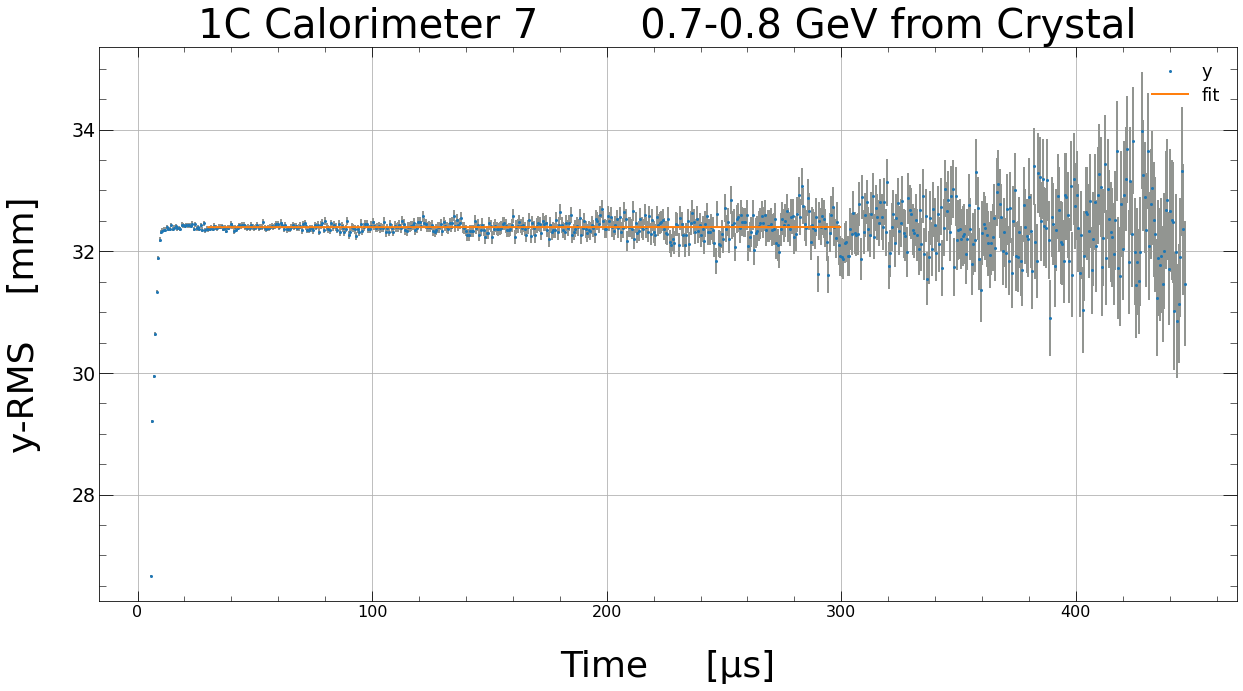 1C Calorimeter 7 0.7-0.8 GeV from Crystal
y
fit
y-RMS [mm]
34
32
30
28
0 100 200 300 400
Time [µs]